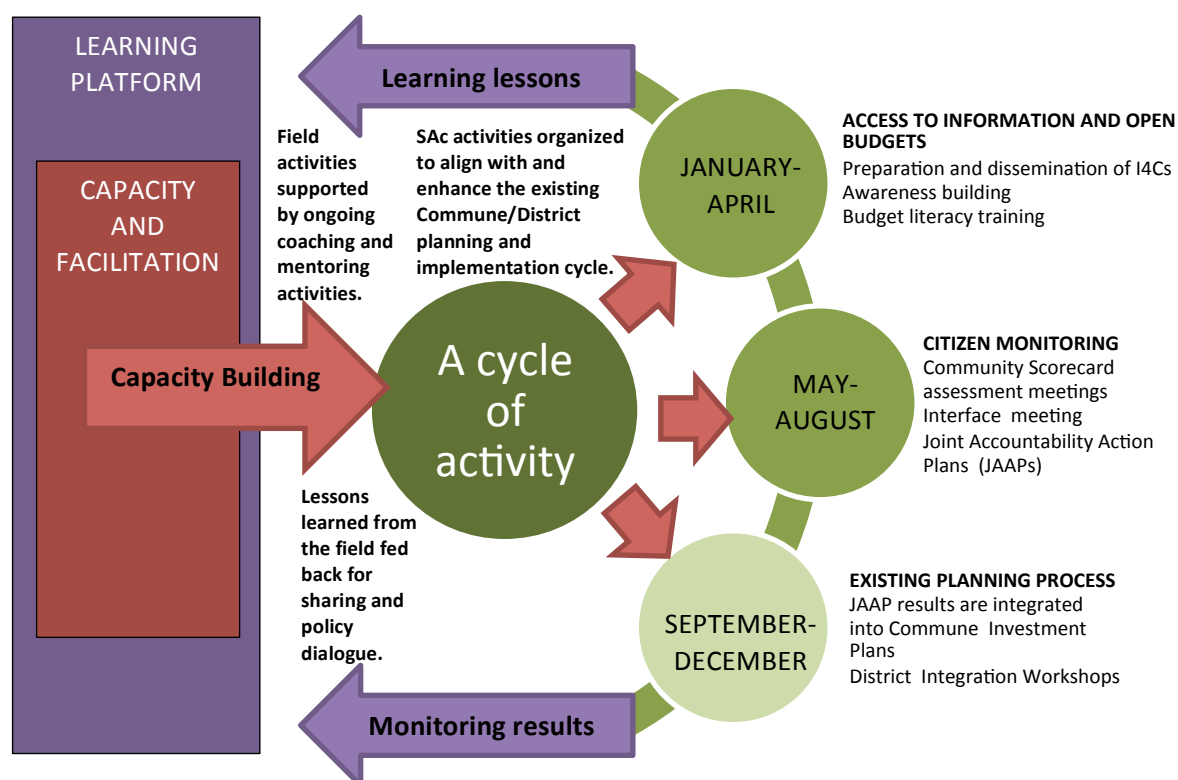 LEARNING
PLATFORM
CAPACITY
AND
FACILITATION
Learning lessons
Field
activities
supported
by ongoing
coaching and
mentoring
activities.
SAc activities organized
to align with and
enhance the existing
Commune/District
planning and
implementation cycle.
Capacity Building
A cycle
of
activity
Lessons
learned from
the field fed
back for
sharing and
policy
dialogue.
Monitoring results
JANUARY-
APRIL
ACCESS TO INFORMATION AND OPEN
BUDGETS
Preparation and dissemination of I4Cs
Awareness building
Budget literacy training
MAY-
AUGUST
CITIZEN MONITORING
Community Scorecard
assessment meetings
Interface meeting
Joint Accountability Action
Plans (JAAPs)
SEPTEMBER-
DECEMBER
EXISTING PLANNING PROCESS
JAAP results are integrated
into Commune Investment
Plans
District Integration Workshops